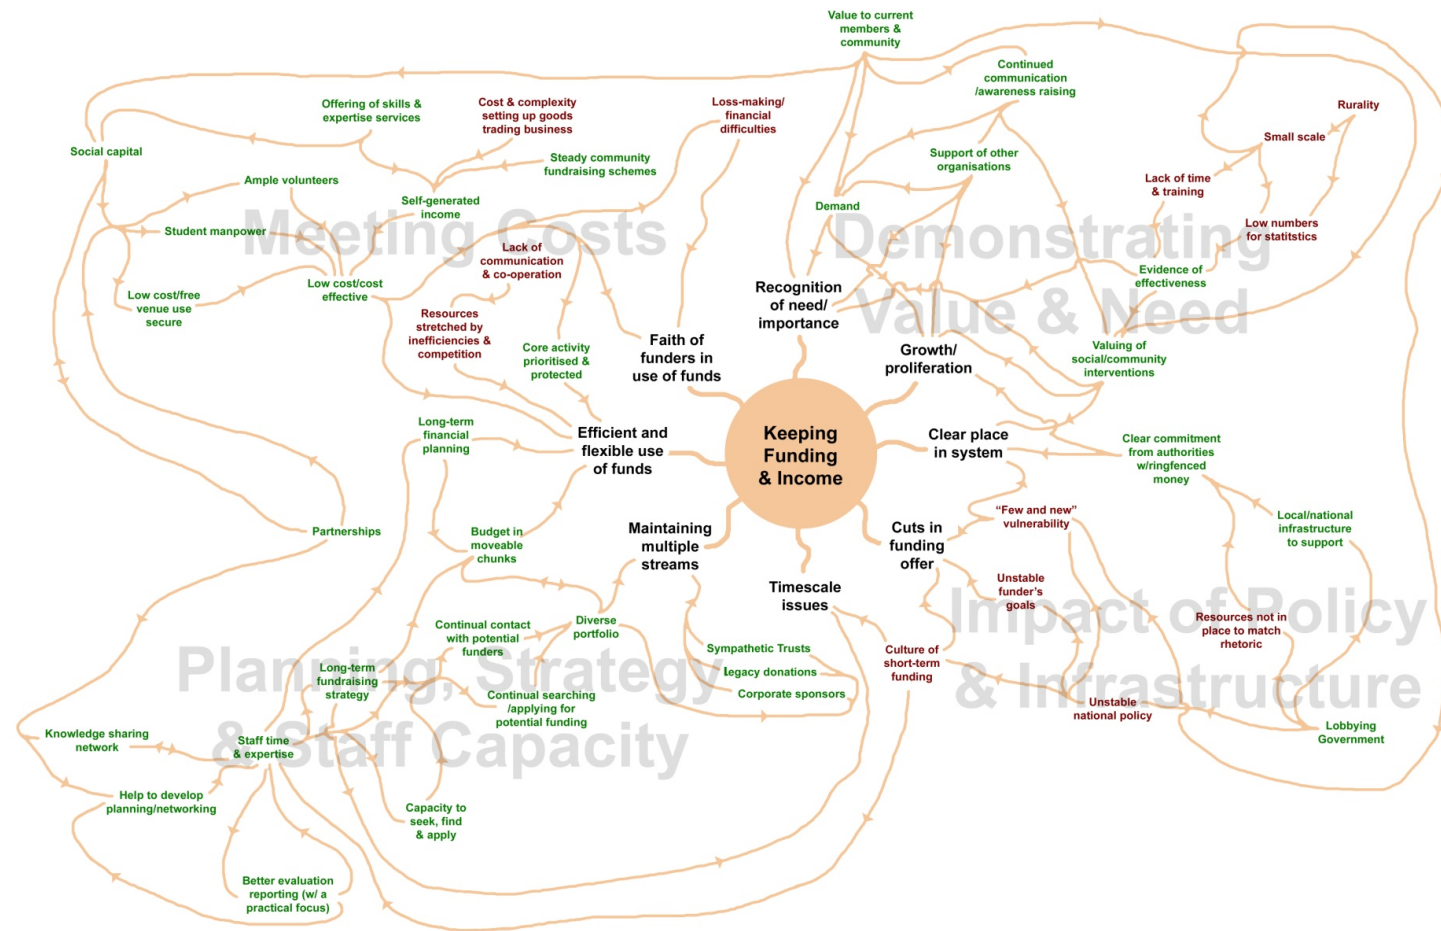 Value to current
members &
community
Continued
communication
/awareness raising
Offering of skills &
expertise services
Cost & complexity
setting up goods
trading business
Loss-making/
financial
difficulties
Rurality
Small scale
Social capital
Steady community
fundraising schemes
Support of other
organisations
Ample volunteers
Lack of time
& training
Self-generated
income
Demand
Student manpower
Meeting Costs
Demonstrating
Value & Need
Low numbers
for statitstics
Lack of
communication
& co-operation
Evidence of
effectiveness
Low cost/cost
effective
Low cost/free
venue use
secure
Recognition
of need/
importance
Resources
stretched by
inefficiencies &
competition
Core activity
prioritised &
protected
Faith of
funders in
use of funds
Growth/
proliferation
Valuing of
social/community
interventions
Long-term
financial
planning
Efficient and
flexible use
of funds
Keeping
Funding
& Income
Clear place
in system
Clear commitment
from authorities
w/ringfenced
money
Partnerships
Budget in
moveable
chunks
Maintaining
multiple
streams
Cuts in
funding
offer
“Few and new”
vulnerability
Local/national
infrastructure
to support
Timescale
issues
Unstable
funder’s
goals
Impact of Policy
& Infrastructure
Resources not in
place to match
rhetoric
Continual contact
with potential
funders
Diverse
portfolio
Sympathetic Trusts
Legacy donations
Corporate sponsors
Culture of
short-term
funding
Planning, Strategy
& Staff Capacity
Long-term
fundraising
strategy
Continual searching
/applying for
potential funding
Unstable
national policy
Lobbying
Government
Knowledge sharing
network
Staff time
& expertise
Help to develop
planning/networking
Capacity to
seek, find
& apply
Better evaluation
reporting (w/ a
practical focus)